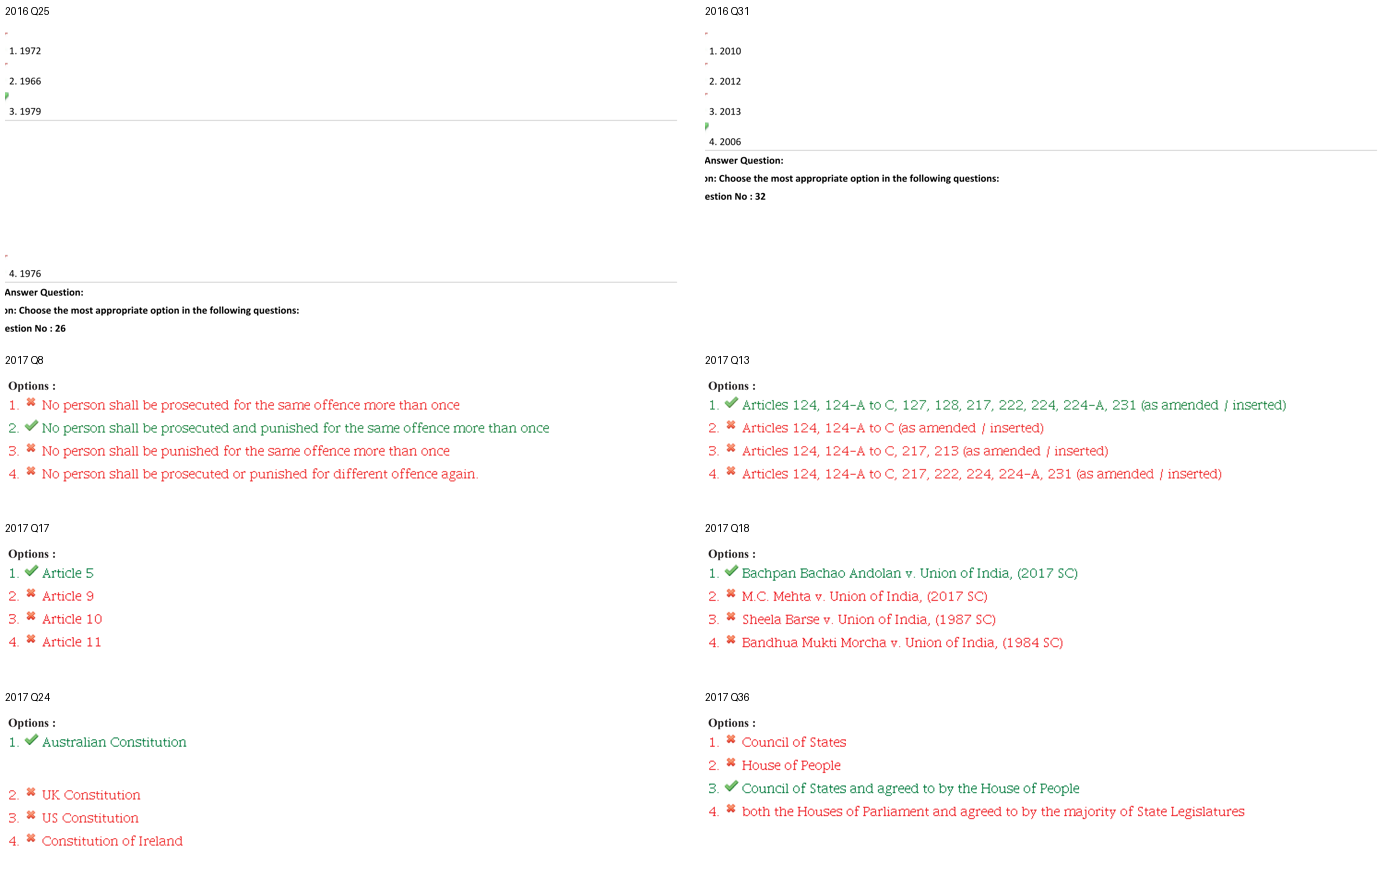 2016 Q25
1. 1972
2. 1966
3. 1979
4. 1976
Answer Question:
on: Choose the most appropriate option in the following questions:
estion No : 26
2016 Q31
1. 2010
2. 2012
3. 2013
4. 2006
Answer Question:
on: Choose the most appropriate option in the following questions:
estion No : 32
2017 Q8
Options :
1. No person shall be prosecuted for the same offence more than once
2. No person shall be prosecuted and punished for the same offence more than once
3. No person shall be punished for the same offence more than once
4. No person shall be prosecuted or punished for different offence again.
2017 Q13
Options :
1. Articles 124, 124-A to C, 127, 128, 217, 222, 224, 224-A, 231 (as amended / inserted)
2. Articles 124, 124-A to C (as amended / inserted)
3. Articles 124, 124-A to C, 217, 213 (as amended / inserted)
4. Articles 124, 124-A to C, 217, 222, 224, 224-A, 231 (as amended / inserted)
2017 Q17
Options :
1. Article 5
2. Article 9
3. Article 10
4. Article 11
2017 Q18
Options :
1. Bachpan Bachao Andolan v. Union of India, (2017 SC)
2. M.C. Mehta v. Union of India, (2017 SC)
3. Sheela Barse v. Union of India, (1987 SC)
4. Bandhua Mukti Morcha v. Union of India, (1984 SC)
2017 Q24
Options :
1. Australian Constitution
2. UK Constitution
3. US Constitution
4. Constitution of Ireland
2017 Q36
Options :
1. Council of States
2. House of People
3. Council of States and agreed to by the House of People
4. both the Houses of Parliament and agreed to by the majority of State Legislatures